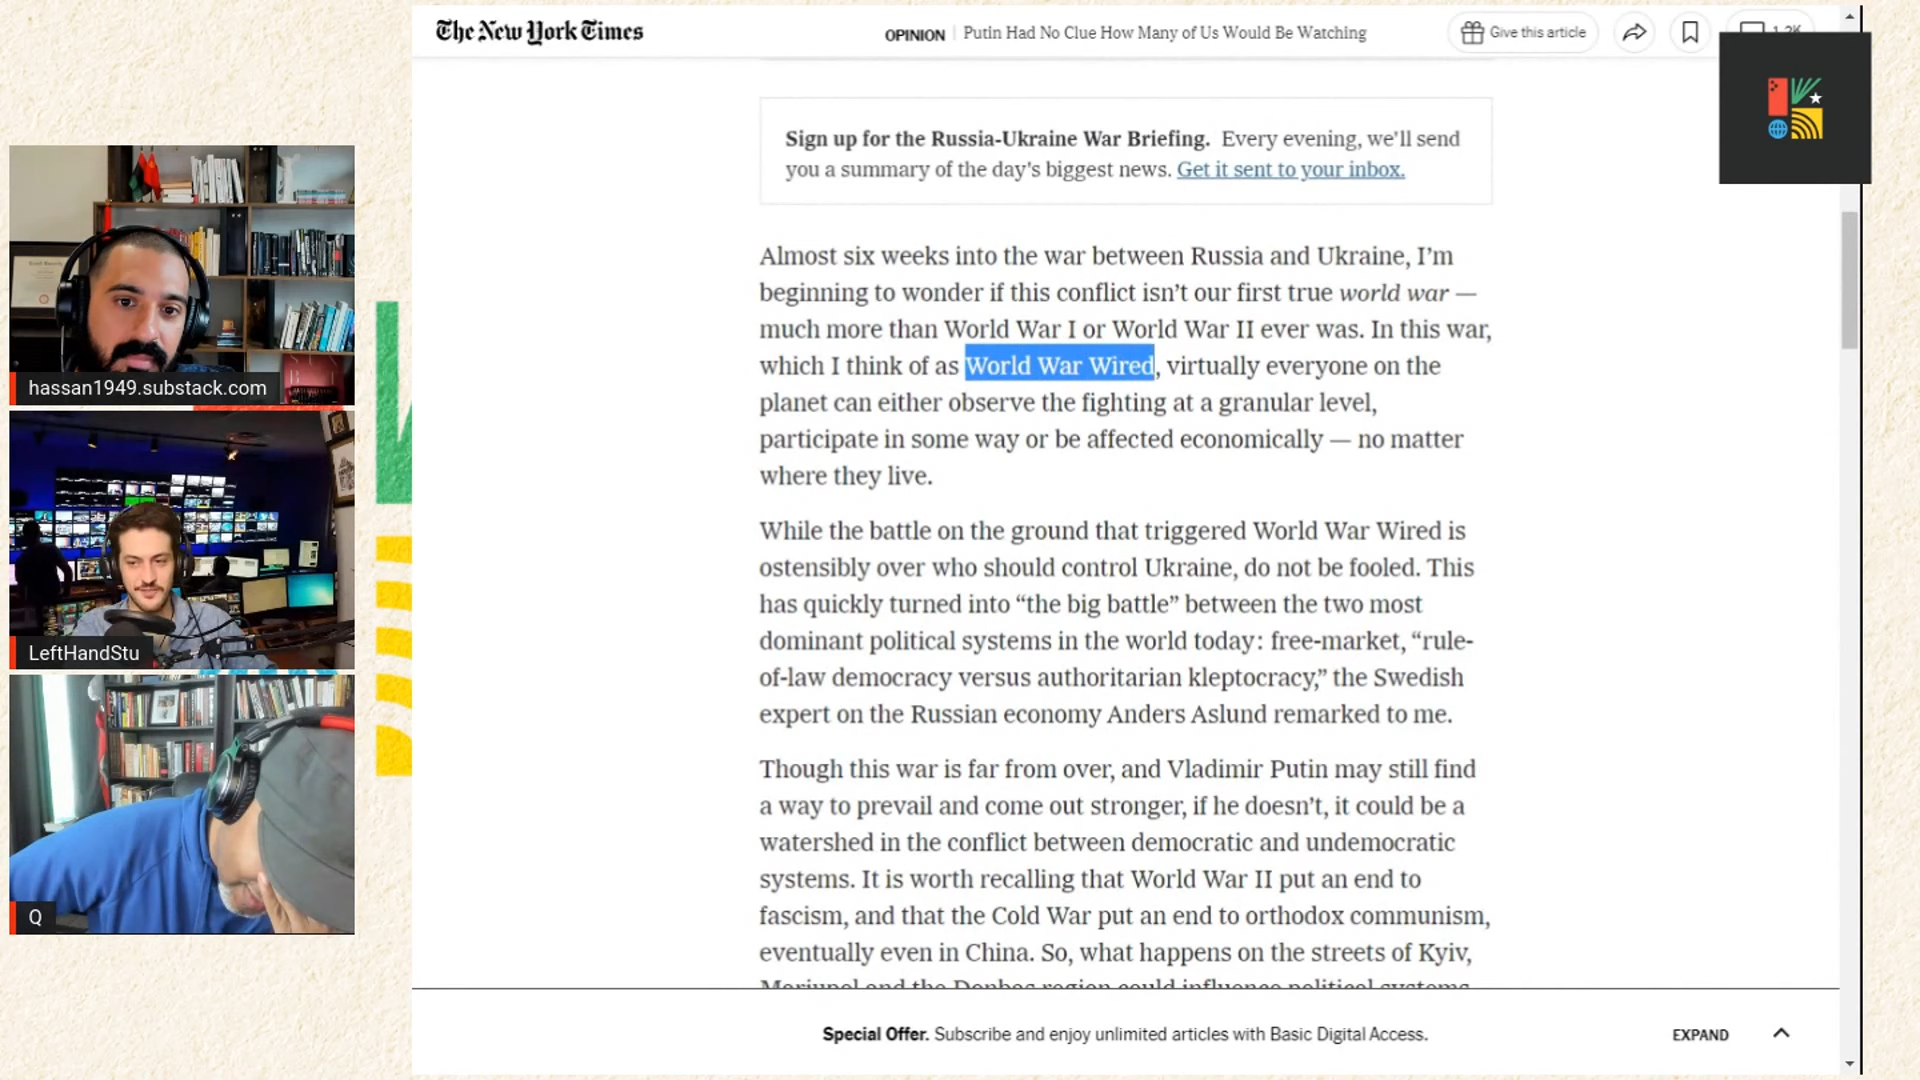 The New York Times
OPINION | Putin Had No Clue How Many of Us Would Be Watching
Give this article
Sign up for the Russia-Ukraine War Briefing. Every evening, we'll send
you a summary of the day's biggest news. Get it sent to your inbox.
Almost six weeks into the war between Russia and Ukraine, I’m
beginning to wonder if this conflict isn’t our first true world war —
much more than World War I or World War II ever was. In this war,
which I think of as World War Wired, virtually everyone on the
planet can either observe the fighting at a granular level,
participate in some way or be affected economically — no matter
where they live.
While the battle on the ground that triggered World War Wired is
ostensibly over who should control Ukraine, do not be fooled. This
has quickly turned into “the big battle” between the two most
dominant political systems in the world today: free-market, “rule-
of-law democracy versus authoritarian kleptocracy,” the Swedish
expert on the Russian economy Anders Aslund remarked to me.
Though this war is far from over, and Vladimir Putin may still find
a way to prevail and come out stronger, if he doesn’t, it could be a
watershed in the conflict between democratic and undemocratic
systems. It is worth recalling that World War II put an end to
fascism, and that the Cold War put an end to orthodox communism,
eventually even in China. So, what happens on the streets of Kyiv,
Mariupol and the Donbas region could influence political systems
Special Offer. Subscribe and enjoy unlimited articles with Basic Digital Access.
EXPAND
hassan1949.substack.com
LeftHandStu
Q